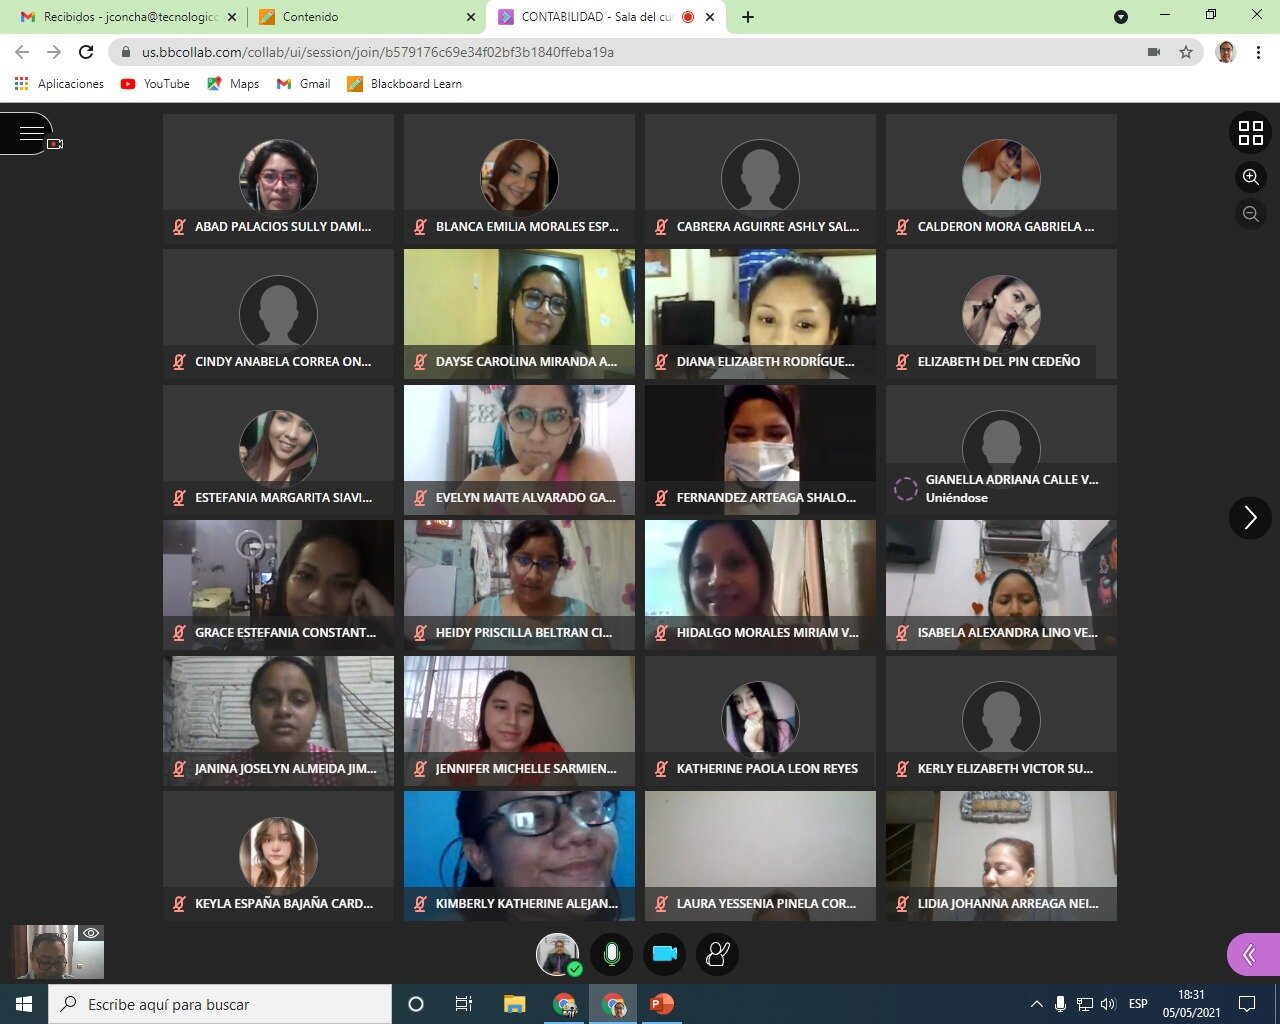 Recibidos - jconcha@tecnologico
Contenido
CONTABILIDAD - Sala del cu
us.bbcollab.com/collab/ui/session/join/b579176c69e34f02bf3b1840ffeba19a
Aplicaciones
YouTube
Maps
Gmail
Blackboard Learn
ABAD PALACIOS SULLY DAMI...
BLANCA EMILIA MORALES ESP...
CABRERA AGUIRRE ASHLY SAL...
CALDERON MORA GABRIELA ...
CINDY ANABELA CORREA ON...
DAYSE CAROLINA MIRANDA A...
DIANA ELIZABETH RODRÍGUE...
ELIZABETH DEL PIN CEDEÑO
ESTEFANIA MARGARITA SIAVI...
EVELYN MAITE ALVARADO GA...
FERNANDEZ ARTEAGA SHALO...
GIANELLA ADRIANA CALLE V...
Uniéndose
GRACE ESTEFANIA CONSTANT...
HEIDY PRISCILLA BELTRAN CI...
HIDALGO MORALES MIRIAM V...
ISABELA ALEXANDRA LINO VE...
JANINA JOSELYN ALMEIDA JIM...
JENNIFER MICHELLE SARMIEN...
KATHERINE PAOLA LEON REYES
KERLY ELIZABETH VICTOR SU...
KEYLA ESPAÑA BAJAÑA CARD...
KIMBERLY KATHERINE ALEJAN...
LAURA YESSENIA PINELA COR...
LIDIA JOHANNA ARREAGA NEI...
Escribe aquí para buscar
ESP
18:31
05/05/2021